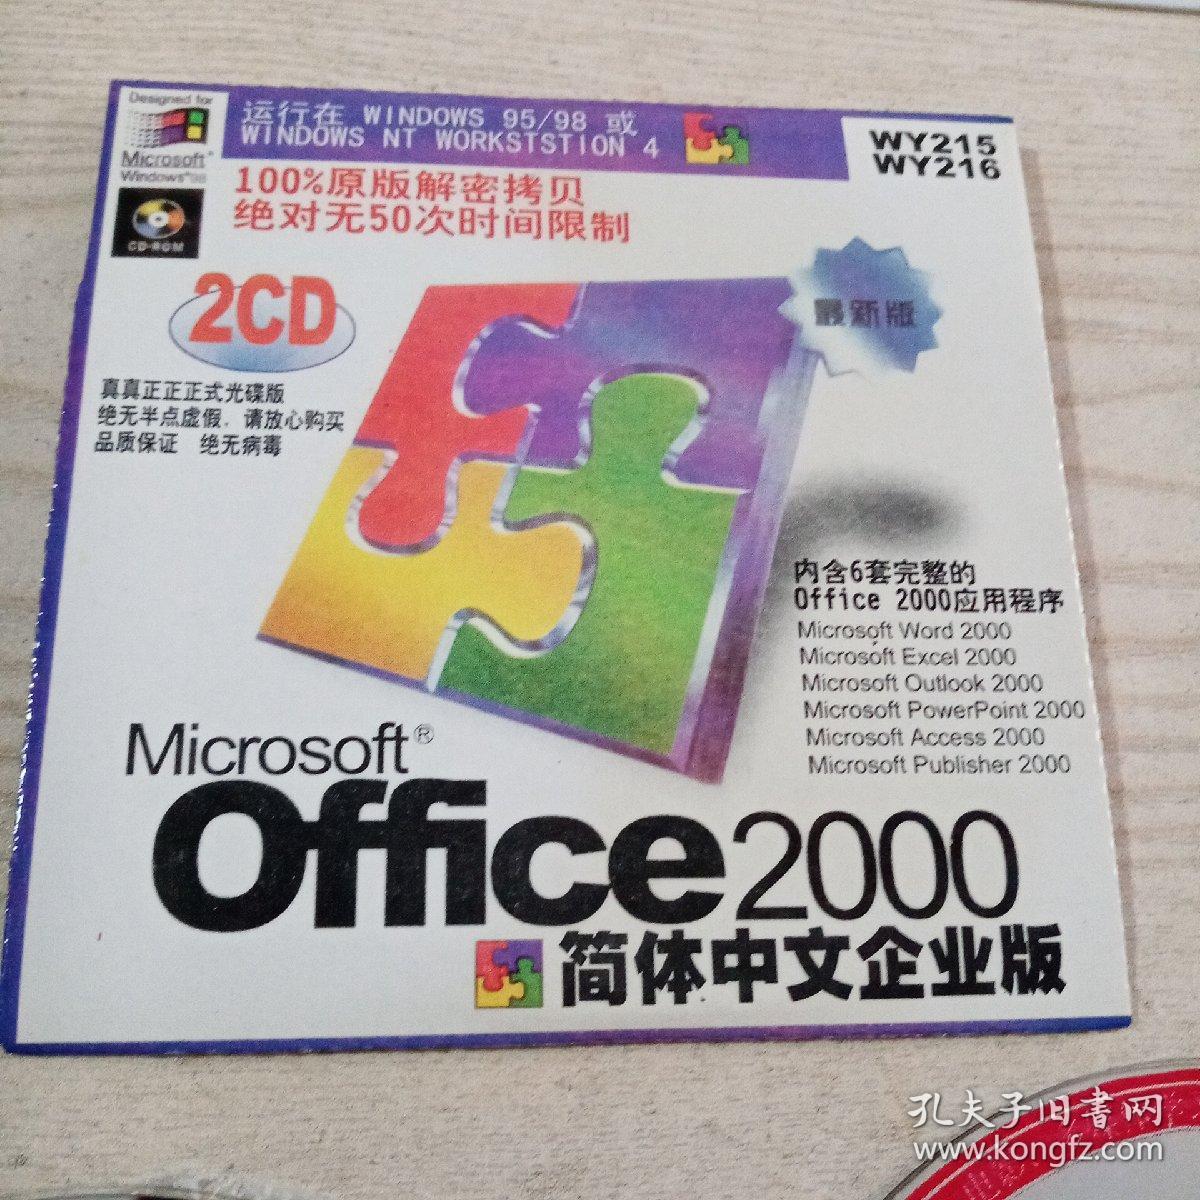 Designed for
Microsoft®
Windows®98
CD-ROM
运行在 WINDOWS 95/98 或
WINDOWS NT WORKSTSTION 4
WY215
WY216
100%原版解密拷贝
绝对无50次时间限制
2CD
最新版
真真正正正式光碟版
绝无半点虚假，请放心购买
品质保证 绝无病毒
内含6套完整的
Office 2000应用程序
Microsoft Word 2000
Microsoft Excel 2000
Microsoft Outlook 2000
Microsoft PowerPoint 2000
Microsoft Access 2000
Microsoft Publisher 2000
Microsoft®
Office 2000
简体中文企业版
孔夫子旧书网
www.kongfz.com